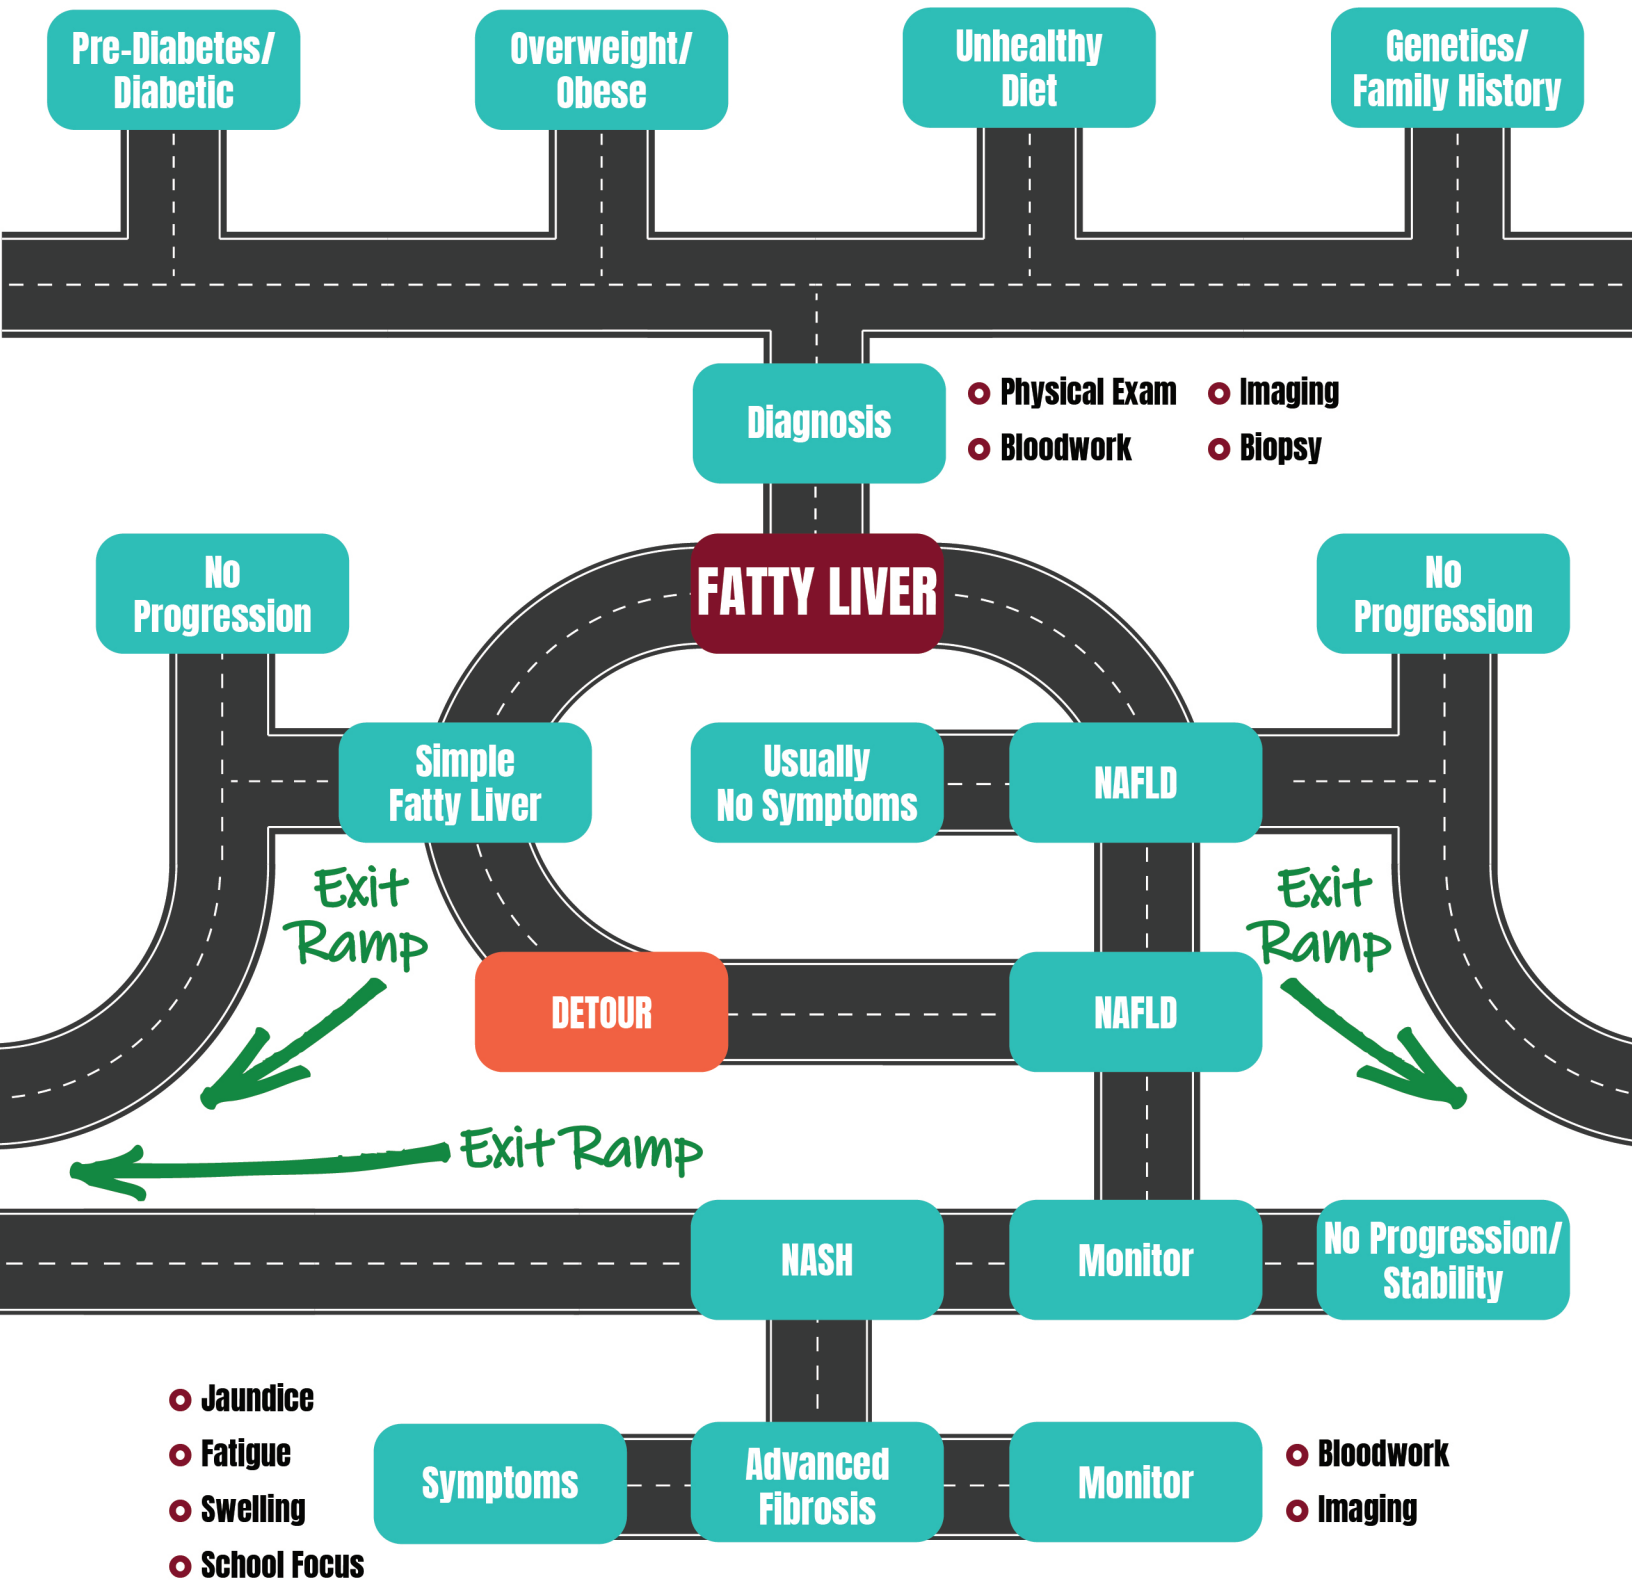 Pre-Diabetes/
Diabetic
Overweight/
Obese
Unhealthy
Diet
Genetics/
Family History
Diagnosis
Physical Exam
Imaging
Bloodwork
Biopsy
No
Progression
FATTY LIVER
No
Progression
Simple
Fatty Liver
Usually
No Symptoms
NAFLD
Exit
Ramp
Exit
Ramp
DETOUR
NAFLD
Exit Ramp
NASH
Monitor
No Progression/
Stability
Jaundice
Fatigue
Swelling
School Focus
Symptoms
Advanced
Fibrosis
Monitor
Bloodwork
Imaging